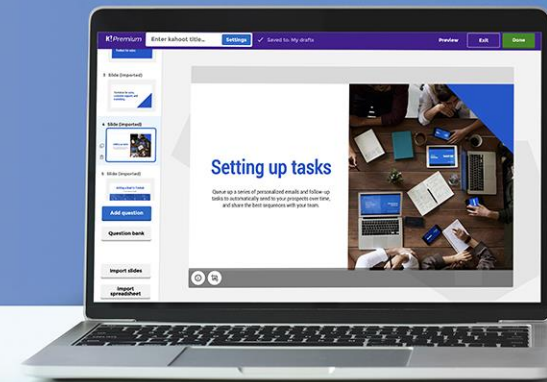 K! Premium
Enter kahoot title...
Settings
✓ Saved to: My drafts
Preview
Exit
Done
3 Slide (imported)
4 Slide (imported)
5 Slide (imported)
Add question
Question bank
Import slides
Import
spreadsheet
Setting up tasks
Queue up a series of personalized emails and follow-up
tasks to automatically send to your prospects over time,
and share the best sequences with your team.